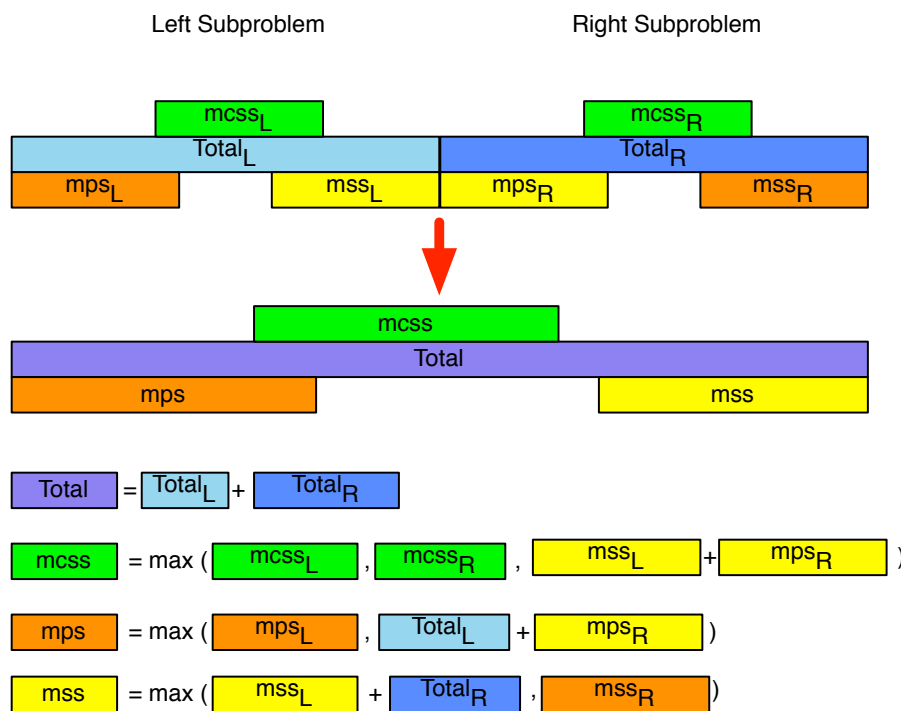 Left Subproblem Right Subproblem
mcssL mcssR
TotalL TotalR
mpsL mssL mpsR mssR
mcss
Total
mps mss
Total = TotalL + TotalR
mcss = max ( mcssL , mcssR , mssL + mpsR )
mps = max ( mpsL , TotalL + mpsR )
mss = max ( mssL + TotalR , mssR )